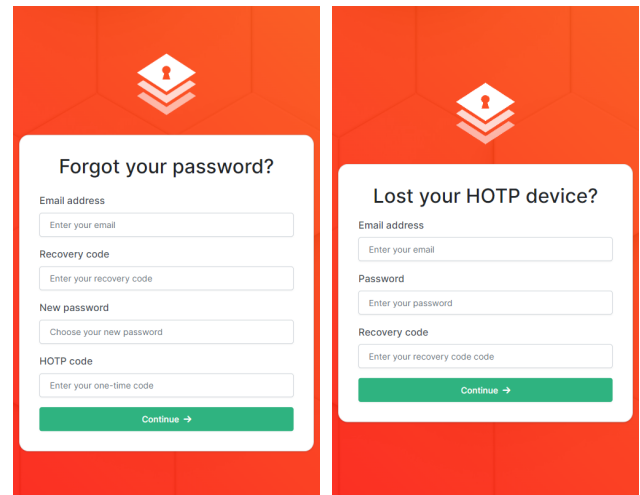 Forgot your password?
Email address
Enter your email
Recovery code
Enter your recovery code
New password
Choose your new password
HOTP code
Enter your one-time code
Continue →
Lost your HOTP device?
Email address
Enter your email
Password
Enter your password
Recovery code
Enter your recovery code code
Continue →